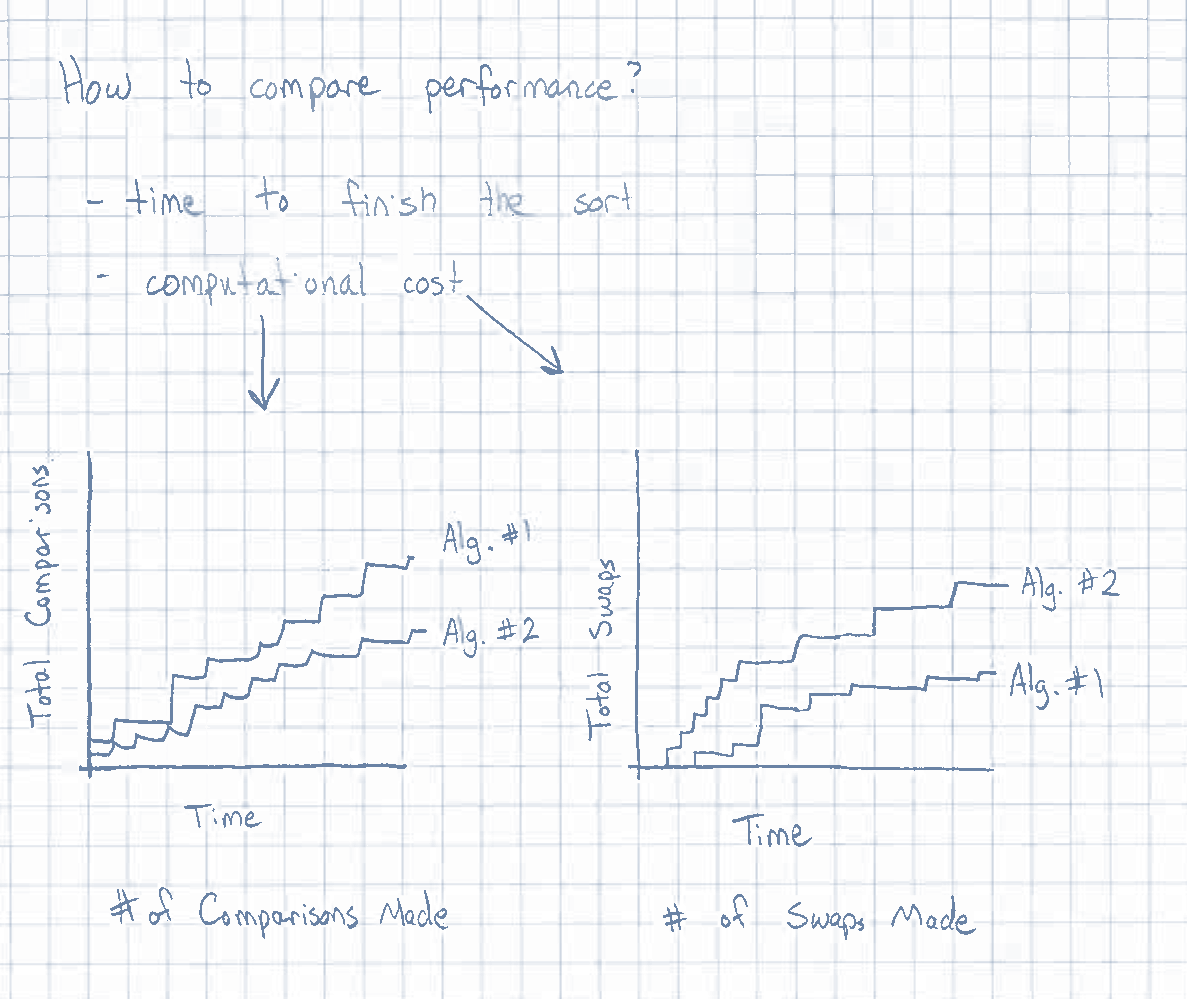 How to compare performance?
- time to finish the sort
- computational cost
Total Comparisons
Alg. #1
Alg. #2
Time
# of Comparisons Made
Total Swaps
Alg. #2
Alg. #1
Time
# of Swaps Made